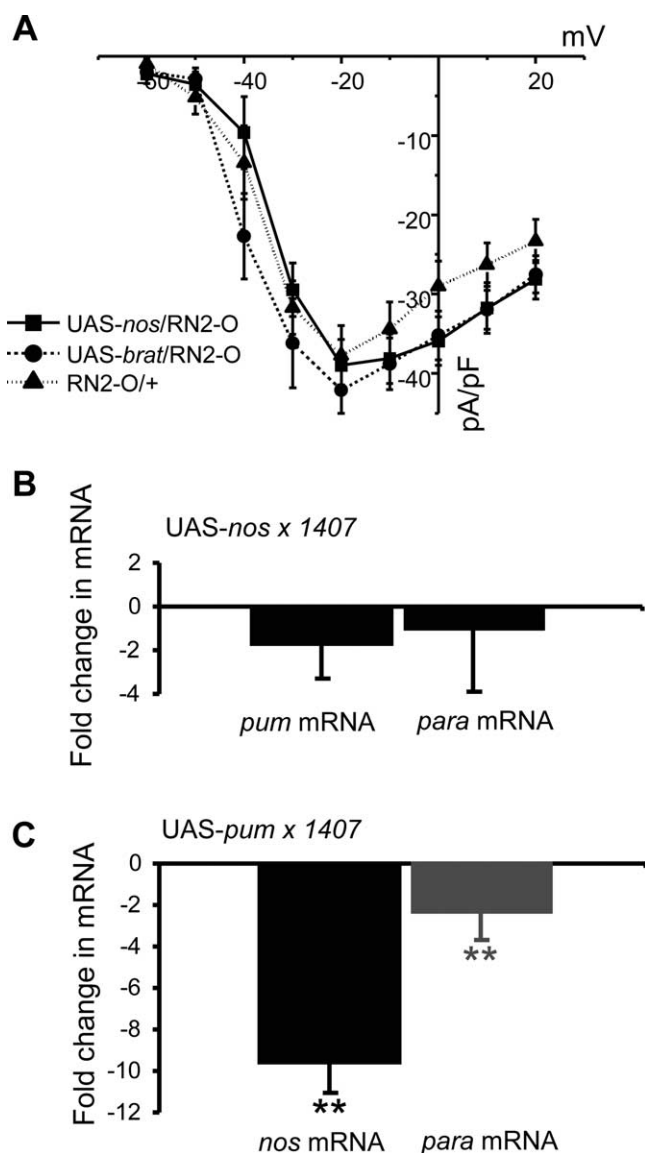 A
mV
-60
-40
-20
20
-10
-20
-30
-40
pA/pF
UAS-nos/RN2-O
UAS-brat/RN2-O
RN2-O/+
B
UAS-nos x 1407
Fold change in mRNA
2
0
-2
-4
pum mRNA
para mRNA
C
UAS-pum x 1407
Fold change in mRNA
0
-2
-4
-6
-8
-10
-12
**
**
nos mRNA
para mRNA